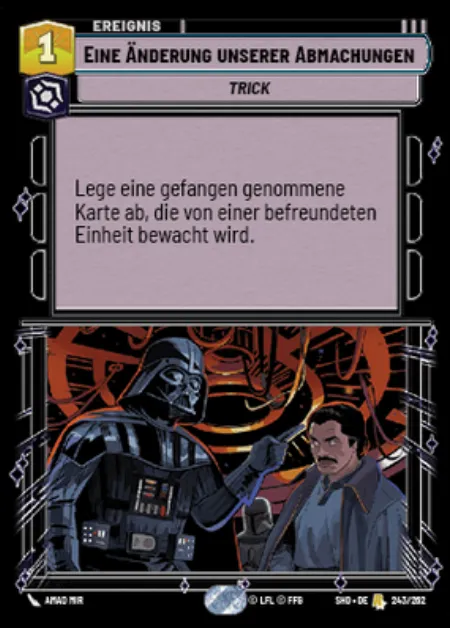 EREIGNIS
1
EINE ÄNDERUNG UNSERER ABMACHUNGEN
TRICK
Lege eine gefangen genommene
Karte ab, die von einer befreundeten
Einheit bewacht wird.
AMAD MIR
© LFL © FFG
SHD • DE
243/262